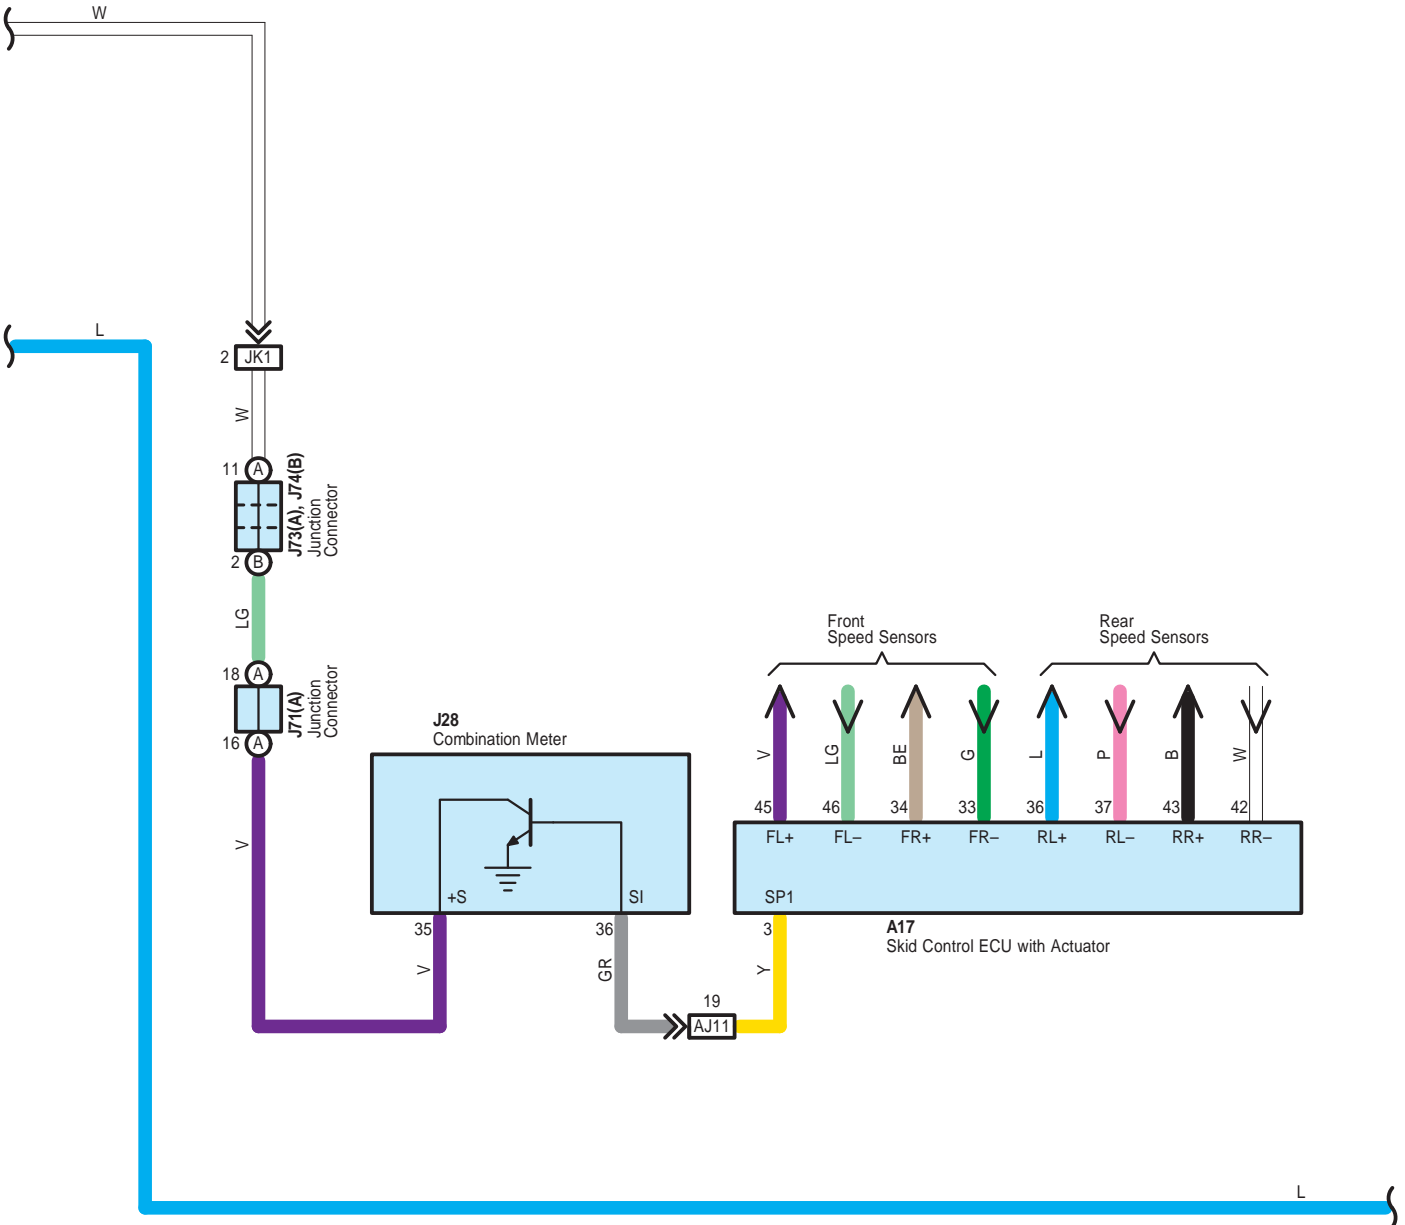 W
L
2 JK1
W
11 A
J73(A), J74(B)
Junction
Connector
2 B
LG
18 A
J71(A)
Junction
Connector
16 A
V
J28
Combination Meter
+S
SI
35
36
V
GR
19
AJ11
Front
Speed Sensors
Rear
Speed Sensors
V LG BE G L P B W
45 46 34 33 36 37 43 42
FL+ FL– FR+ FR– RL+ RL– RR+ RR–
SP1
3
Y
A17
Skid Control ECU with Actuator
L